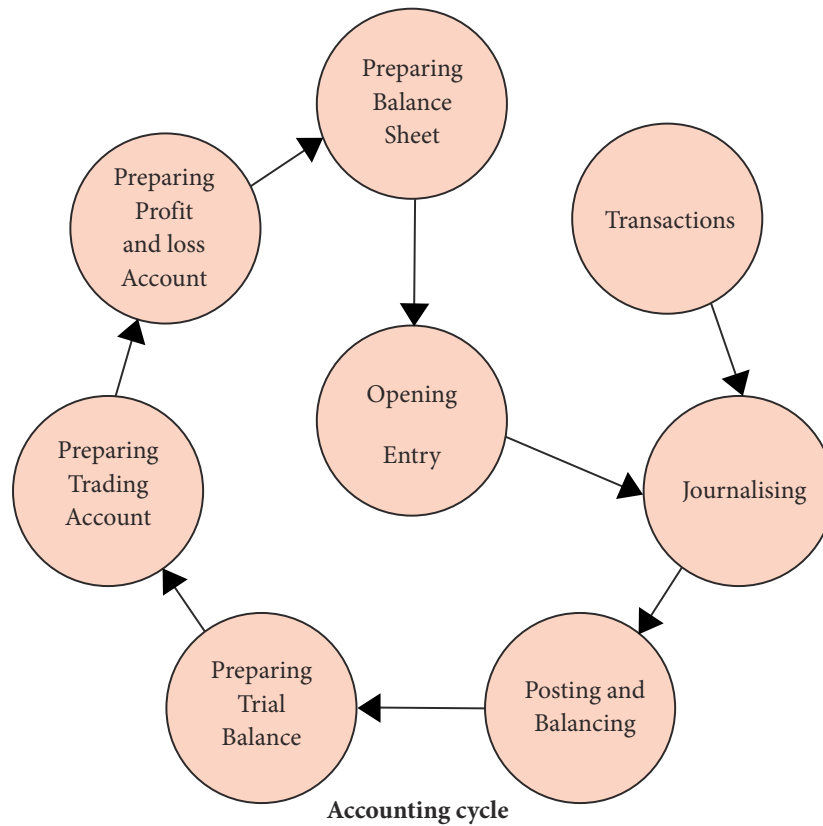 Transactions
Journalising
Posting and
Balancing
Preparing
Trial
Balance
Preparing
Trading
Account
Preparing
Profit
and loss
Account
Preparing
Balance
Sheet
Opening
Entry
Accounting cycle